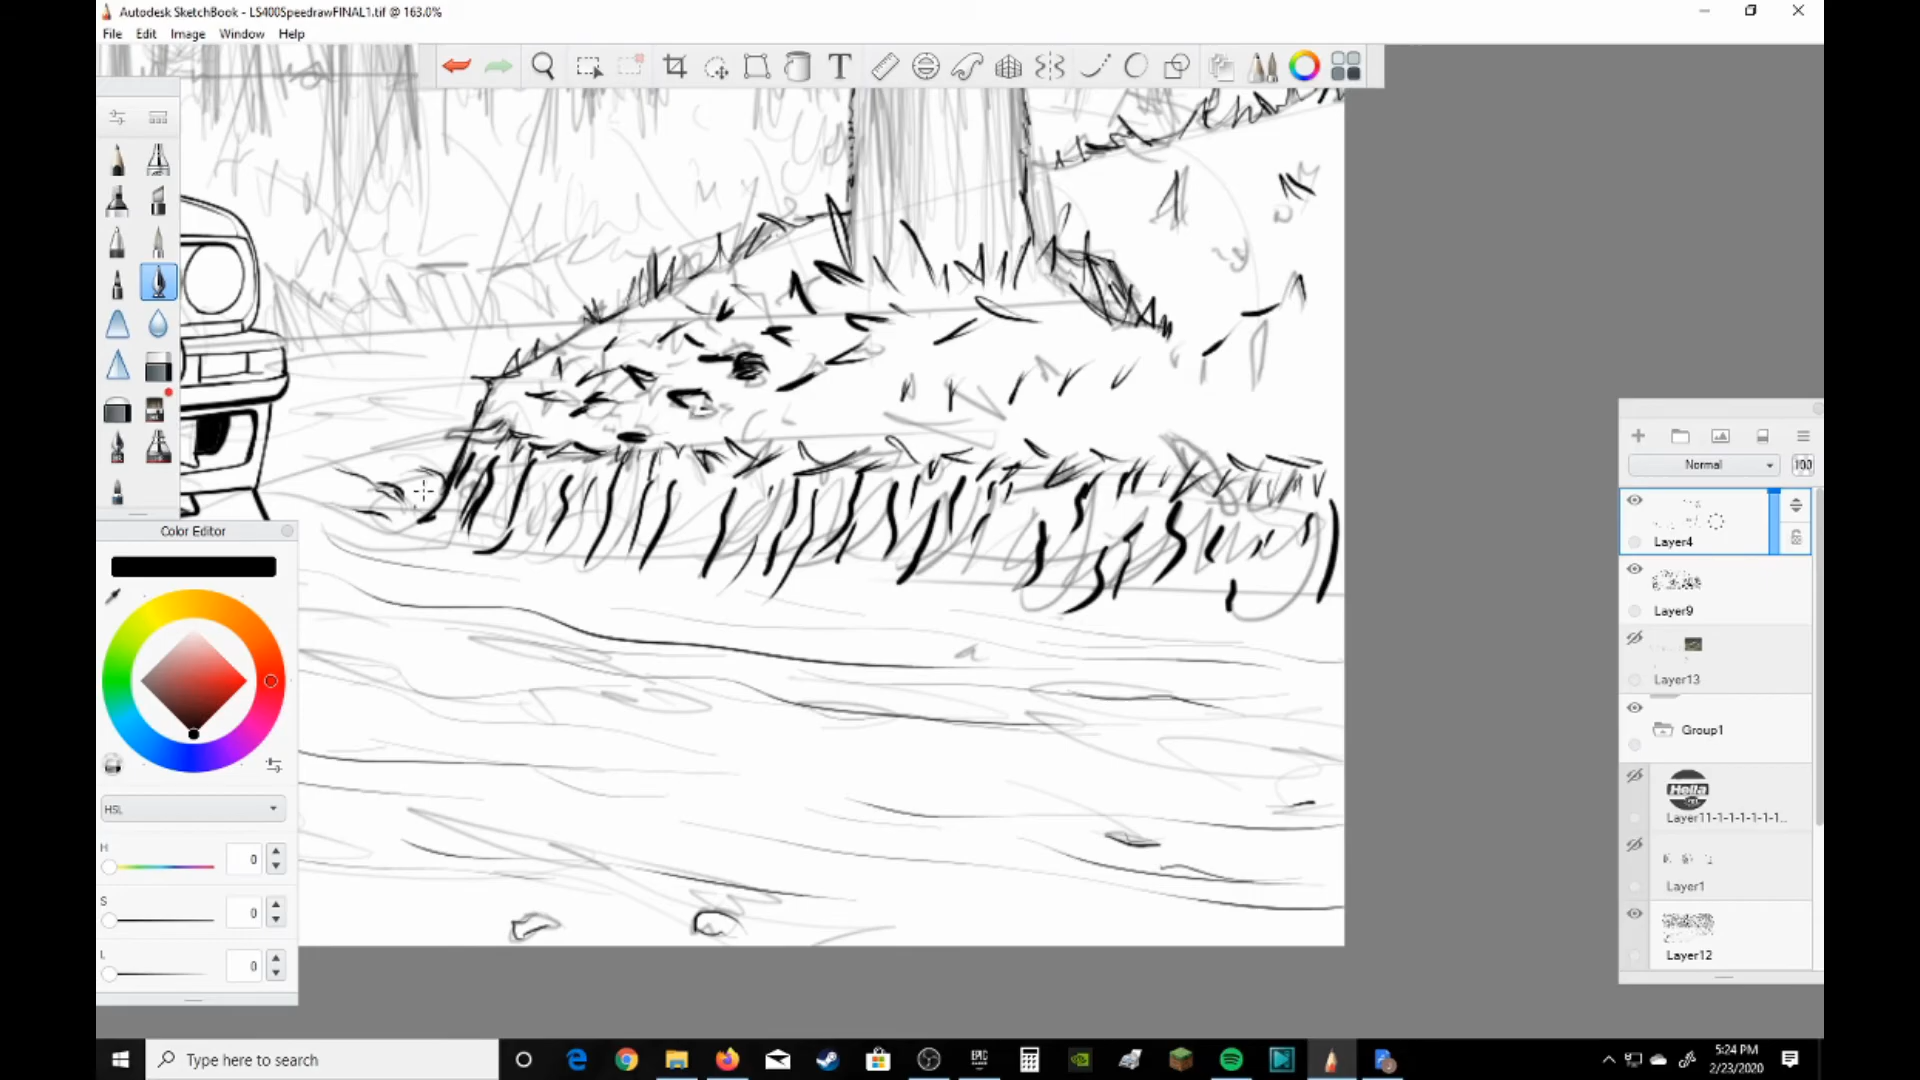 Autodesk SketchBook - LS400SpeedrawFINAL1.tif @ 163.0%
File Edit Image Window Help
T
Color Editor
HSL
H 0
S 0
L 0
Normal 100
Layer4
Layer9
Layer13
Group1
Hella
Layer11-1-1-1-1-1-1...
Layer1
Layer12
Type here to search
EPIC
5:24 PM
2/23/2020